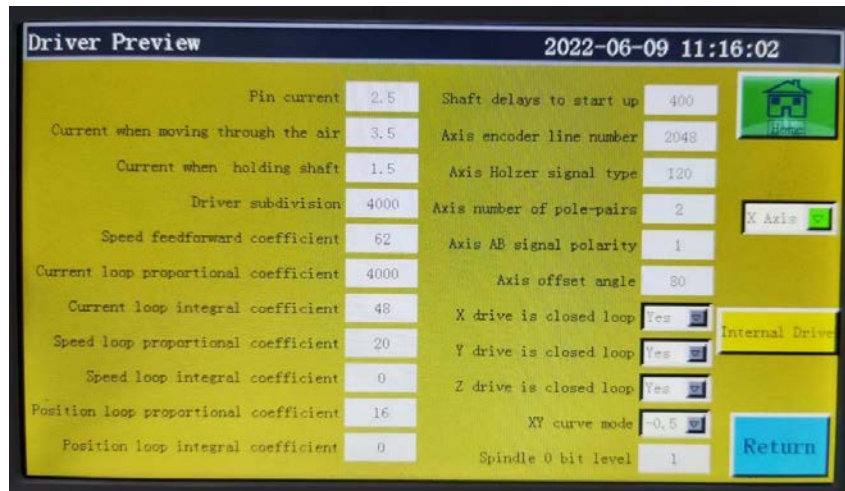 Driver Preview 2022-06-09 11:16:02
Pin current 2.5
Current when moving through the air 3.5
Current when holding shaft 1.5
Driver subdivision 4000
Speed feedforward coefficient 62
Current loop proportional coefficient 4000
Current loop integral coefficient 48
Speed loop proportional coefficient 20
Speed loop integral coefficient 0
Position loop proportional coefficient 16
Position loop integral coefficient 0
Shaft delays to start up 400
Axis encoder line number 2048
Axis Holzer signal type 120
Axis number of pole-pairs 2
Axis AB signal polarity 1
Axis offset angle 80
X drive is closed loop Yes
Y drive is closed loop Yes
Z drive is closed loop Yes
XY curve mode -0.5
Spindle 0 bit level 1
Home
X Axis
Internal Drive
Return